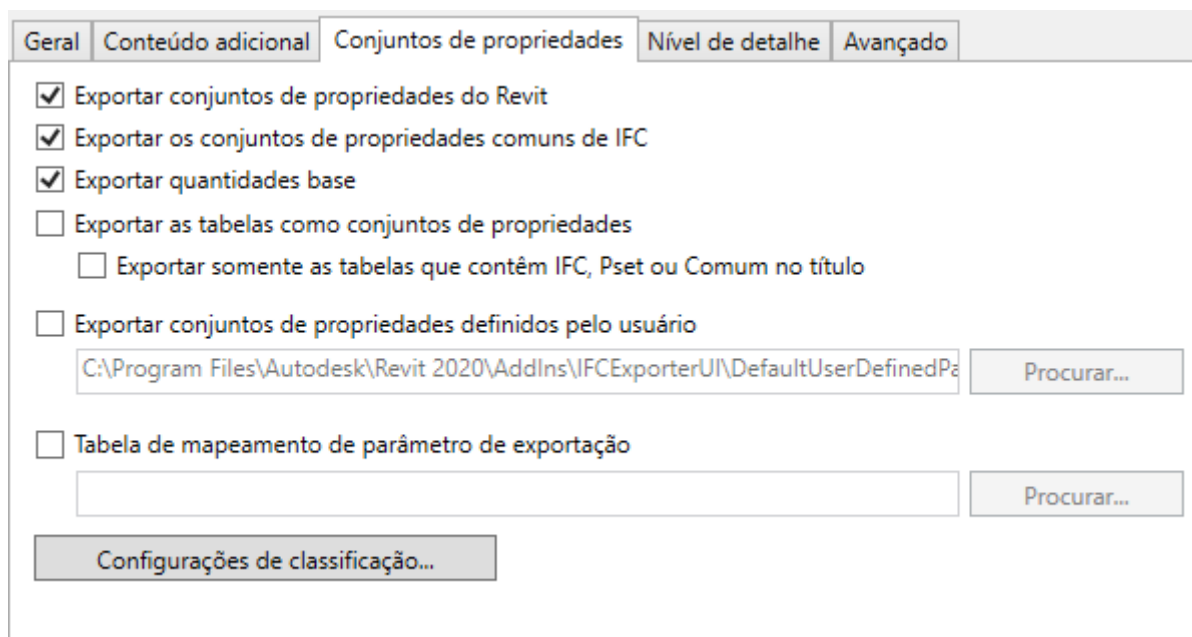 Geral Conteúdo adicional Conjuntos de propriedades Nível de detalhe Avançado
Exportar conjuntos de propriedades do Revit
Exportar os conjuntos de propriedades comuns de IFC
Exportar quantidades base
Exportar as tabelas como conjuntos de propriedades
Exportar somente as tabelas que contêm IFC, Pset ou Comum no título
Exportar conjuntos de propriedades definidos pelo usuário
C:\Program Files\Autodesk\Revit 2020\AddIns\IFCExporterUI\DefaultUserDefinedPa Procurar...
Tabela de mapeamento de parâmetro de exportação
Procurar...
Configurações de classificação...